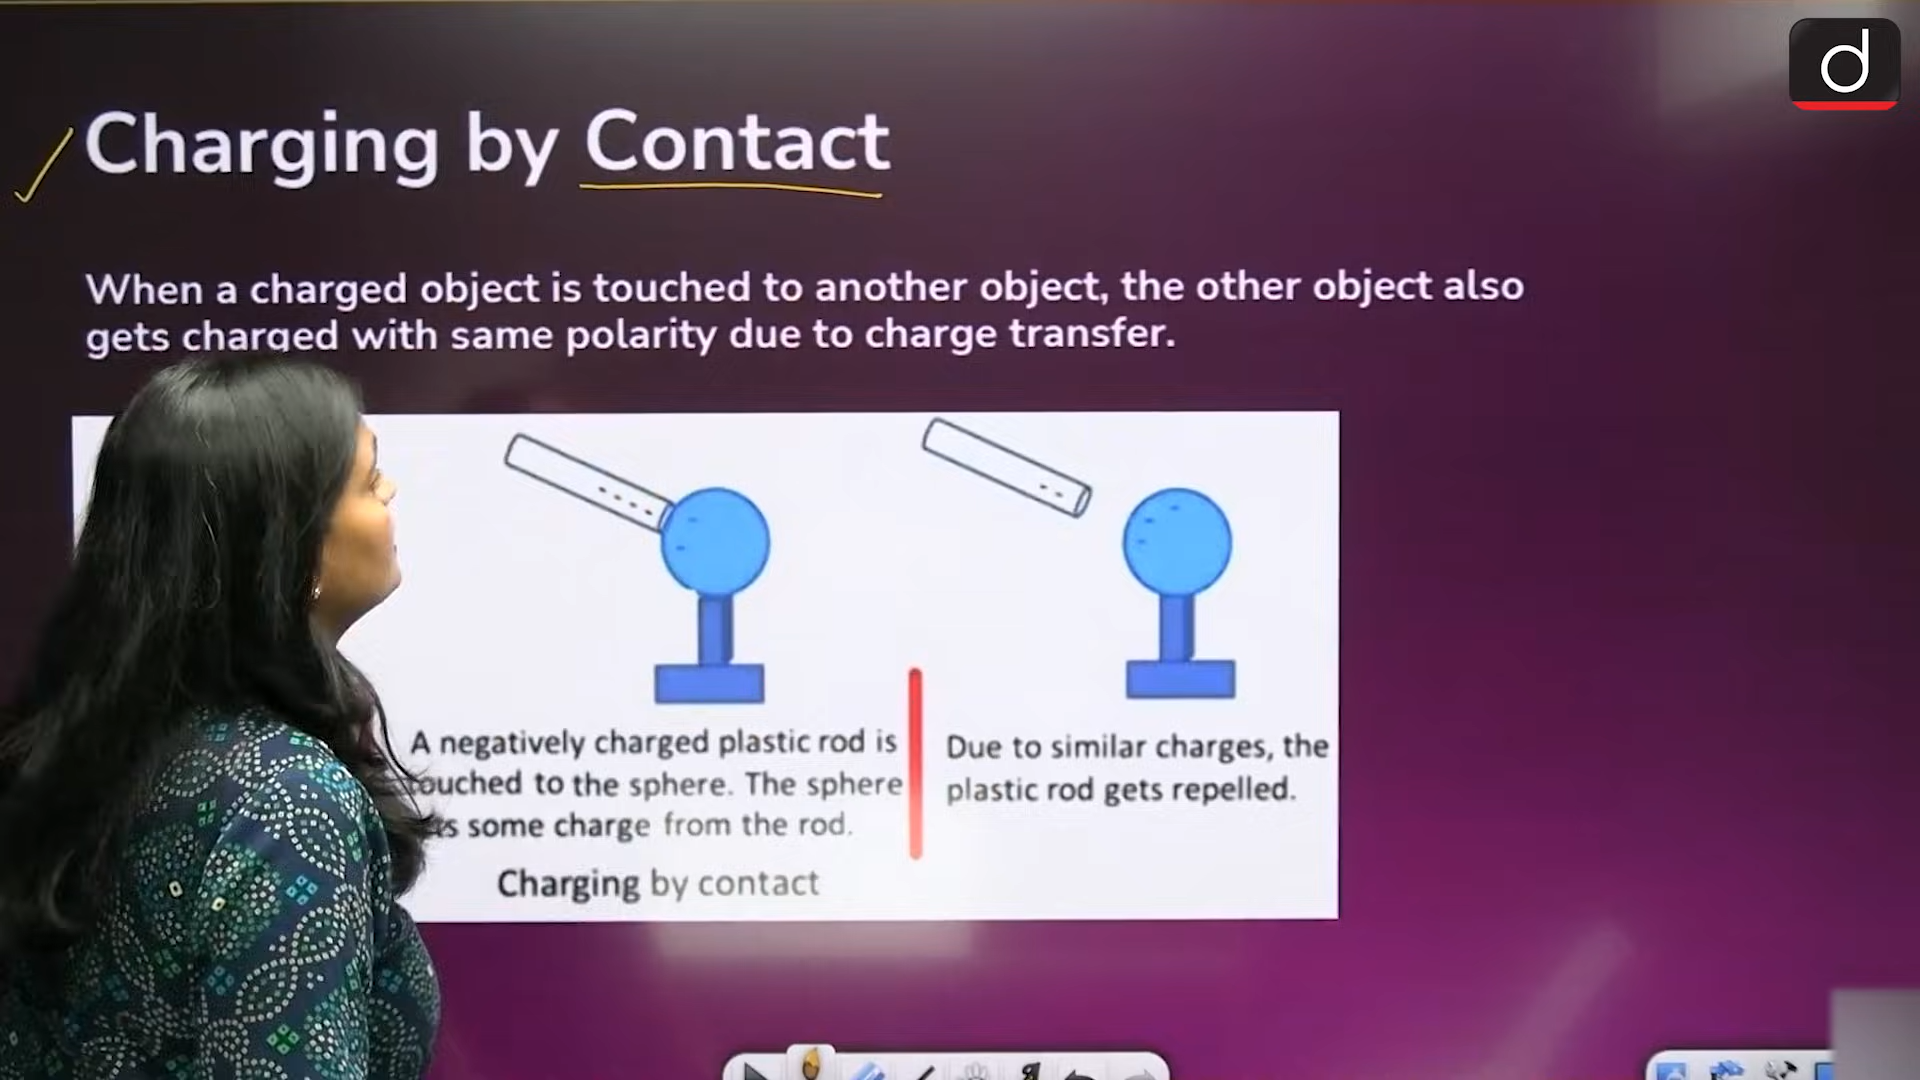 d
Charging by Contact
When a charged object is touched to another object, the other object also
gets charged with same polarity due to charge transfer.
A negatively charged plastic rod is
touched to the sphere. The sphere
some charge from the rod.
Charging by contact
Due to similar charges, the
plastic rod gets repelled.